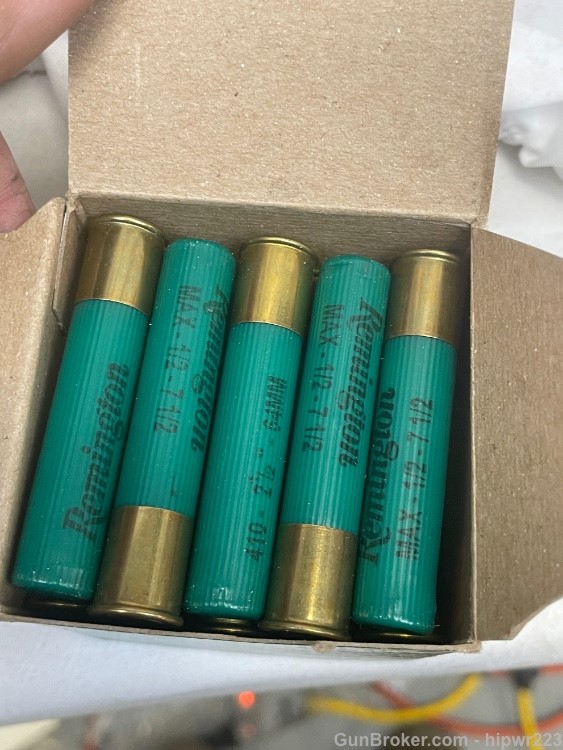 Remington
MAX - 1/2 - 7 1/2
Remington
410 - 2 1/2" 64MM
MAX - 1/2 - 7 1/2
Remington
Remington
MAX - 1/2 - 7 1/2
GunBroker.com - hipwr223